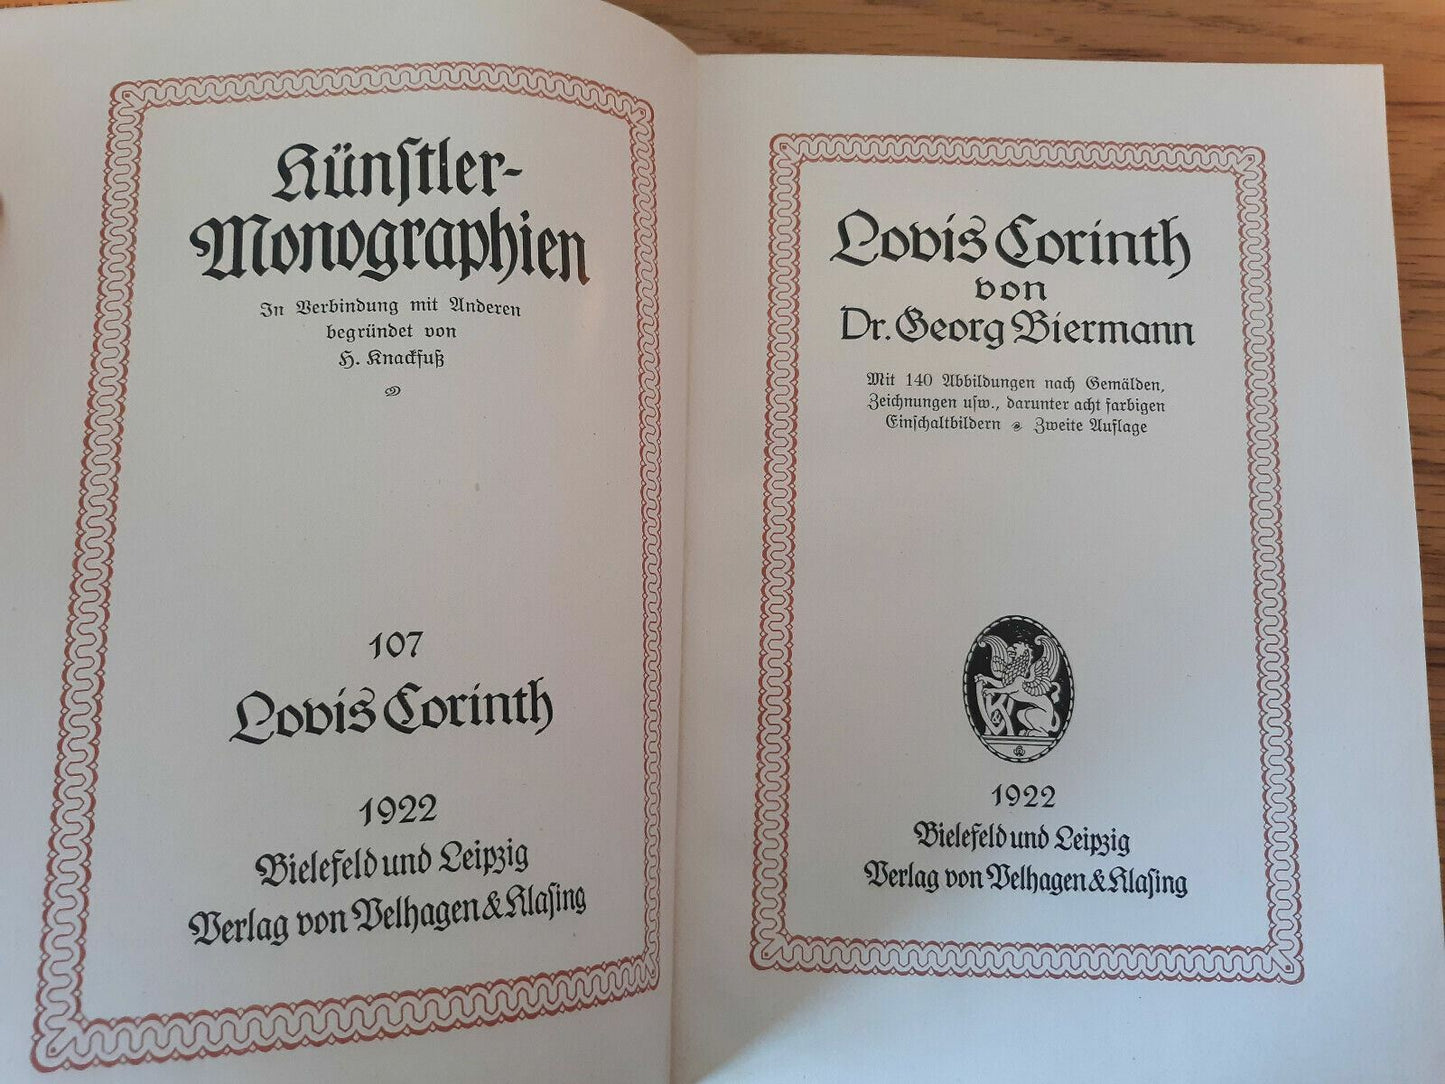 Künſtler-
Monographien
In Verbindung mit Anderen
begründet von
H. Knackfuß
107
Lovis Corinth
1922
Bielefeld und Leipzig
Verlag von Velhagen & Klaſing
Lovis Corinth
von
Dr. Georg Biermann
Mit 140 Abbildungen nach Gemälden,
Zeichnungen uſw., darunter acht farbigen
Einſchaltbildern Zweite Auflage
1922
Bielefeld und Leipzig
Verlag von Velhagen & Klaſing